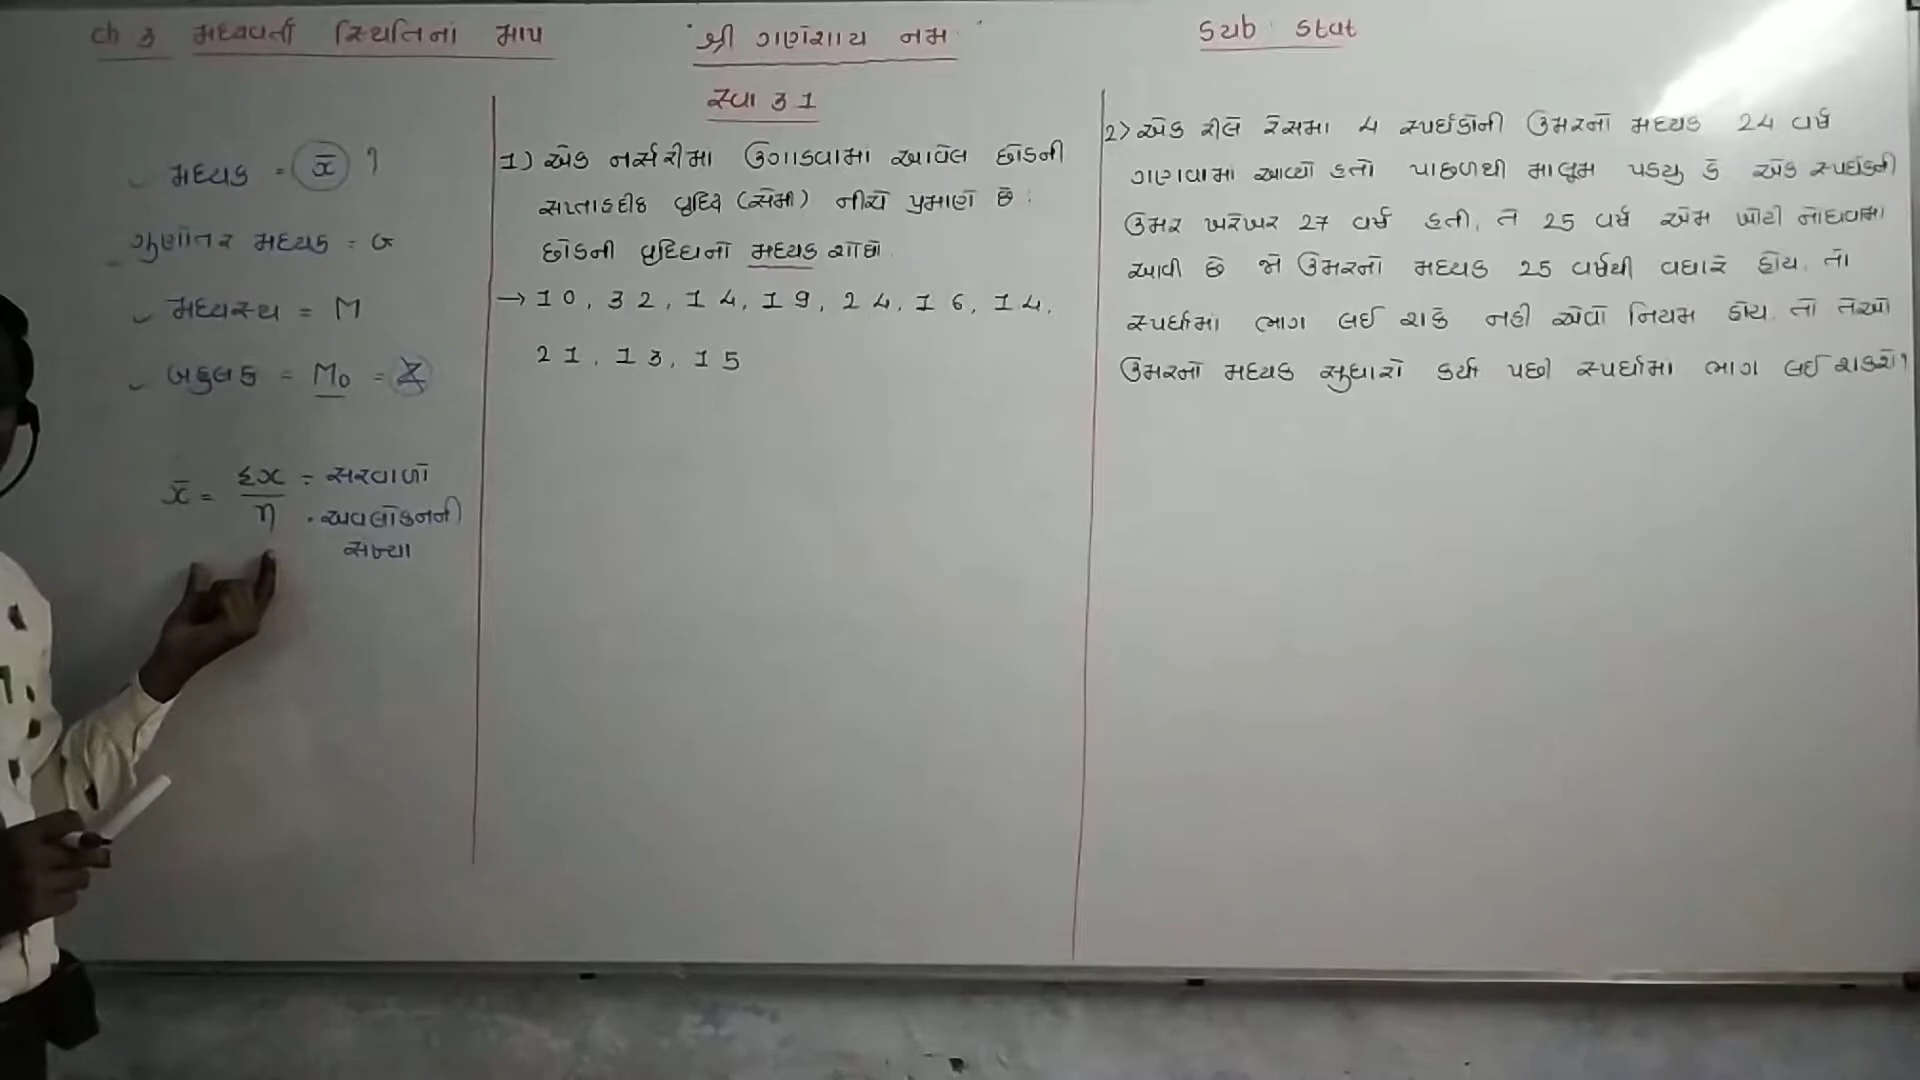 ch 3 મધ્યવર્તી સ્થિતિના માપ
શ્રી ગણેશાય નમ
Sub Stat
મધ્યક = x̄ ?
ગુણોતર મધ્યક = G
મધ્યસ્થ = M
બહુલક = M₀ = Z
x̄ = Σx / n
Σx = સરવાળો
n · અવલોકનની
સંખ્યા
સ્વા 3 1
1) એક નર્સરીમા ઉગાડવામા આવેલ છોડની
સપ્તાહદીઠ વૃદ્ધિ (સેમી) નીચે પ્રમાણે છે :
છોડની વૃદ્ધિનો મધ્યક શોધો.
→ 10, 32, 14, 19, 24, 16, 14,
21, 13, 15
2) એક રીલે રેસમા 4 સ્પર્ધકોની ઉમરનો મધ્યક 24 વર્ષ
ગણવામા આવ્યો હતો પાછળથી માલુમ પડ્યુ કે એક સ્પર્ધકની
ઉમર ખરેખર 27 વર્ષ હતી, તે 25 વર્ષ એમ ખોટી નોધવામા
આવી છે જો ઉમરનો મધ્યક 25 વર્ષથી વધારે હોય તો
સ્પર્ધામા ભાગ લઈ શકે નહી એવો નિયમ હોય તો તેઓ
ઉમરનો મધ્યક સુધારો કર્યા પછી સ્પર્ધામા ભાગ લઈ શકશે?